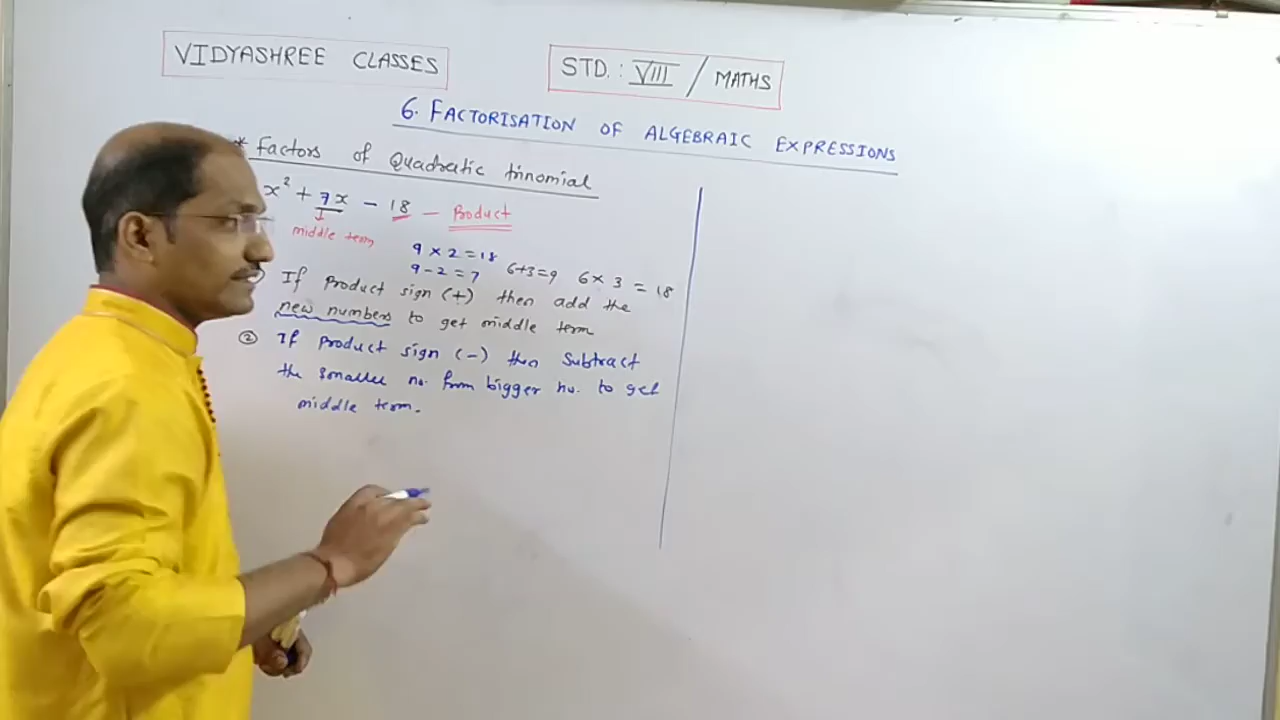 VIDYASHREE CLASSES
STD. : VIII / MATHS
6. FACTORISATION OF ALGEBRAIC EXPRESSIONS
* Factors of Quadratic trinomial
x² + 7x - 18 - Product
middle term
9 × 2 = 18
9 - 2 = 7
6+3=9
6 × 3 = 18
If Product sign (+) then add the
new numbers to get middle term
② If Product sign (-) then Subtract
the smaller no. from bigger no. to get
middle term.